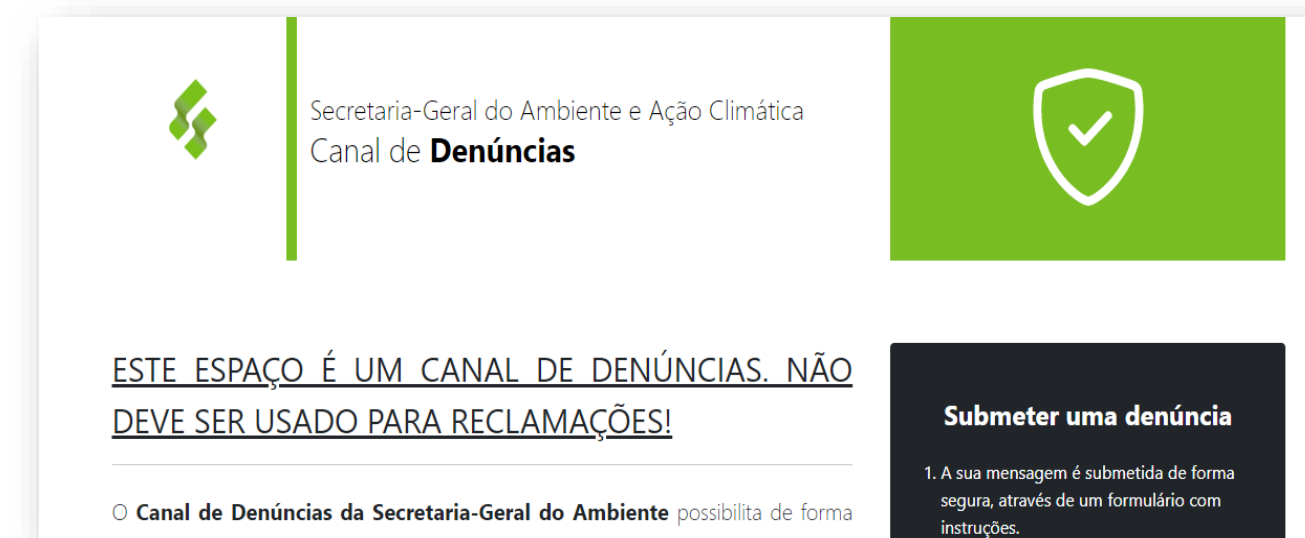 Secretaria-Geral do Ambiente e Ação Climática
Canal de Denúncias
ESTE ESPAÇO É UM CANAL DE DENÚNCIAS. NÃO
DEVE SER USADO PARA RECLAMAÇÕES!
O Canal de Denúncias da Secretaria-Geral do Ambiente possibilita de forma
Submeter uma denúncia
1. A sua mensagem é submetida de forma
segura, através de um formulário com
instruções.